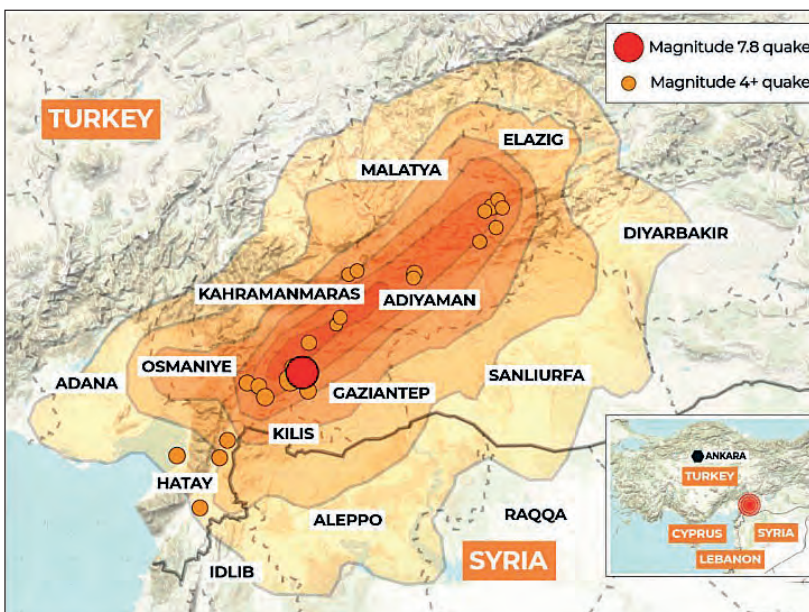 Magnitude 7.8 quake
Magnitude 4+ quake
TURKEY
ELAZIG
MALATYA
DIYARBAKIR
KAHRAMANMARAS
ADIYAMAN
OSMANIYE
ADANA
SANLIURFA
GAZIANTEP
KILIS
HATAY
ALEPPO
RAQQA
IDLIB
SYRIA
ANKARA
TURKEY
CYPRUS
SYRIA
LEBANON